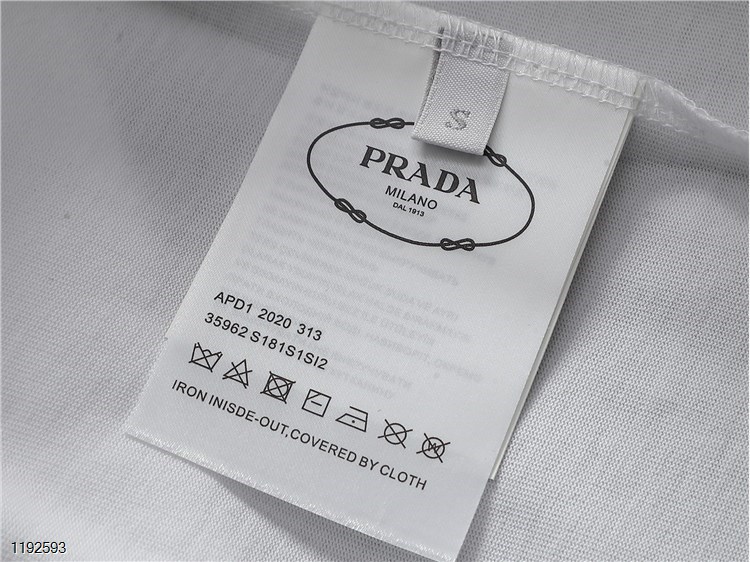 S
PRADA
MILANO
DAL 1913
APD1 2020 313
35962 S181S1SI2
W
IRON INISDE-OUT,COVERED BY CLOTH
1192593